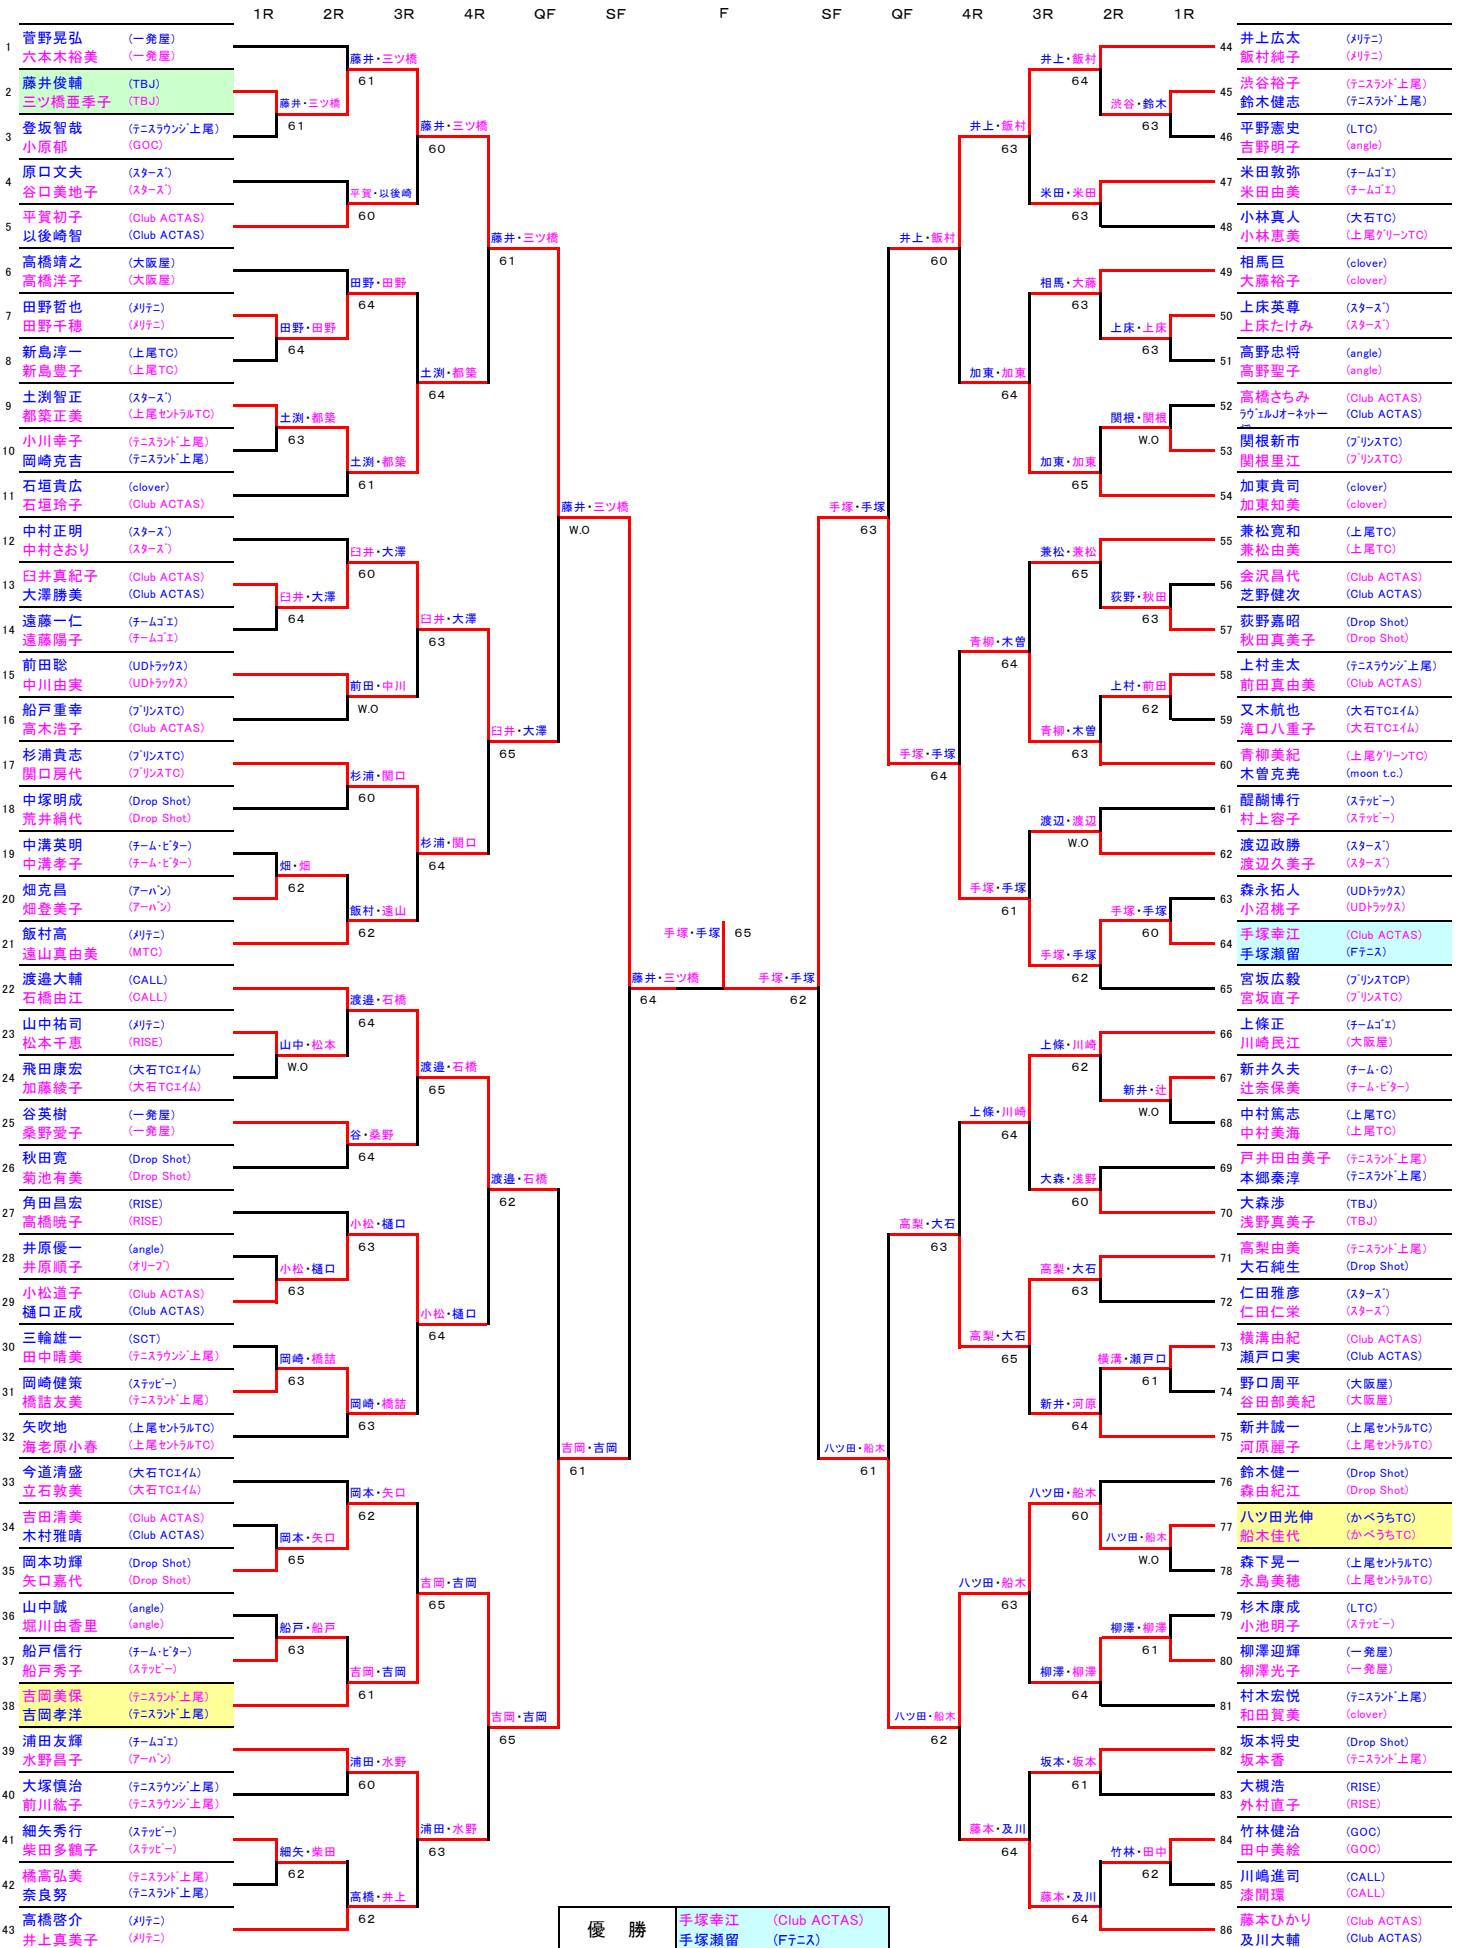 1R 2R 3R 4R QF SF F SF QF 4R 3R 2R 1R
1 菅野晃弘 (一発屋)
六本木裕美 (一発屋)
2 藤井俊輔 (TBJ)
三ツ橋亜季子 (TBJ)
3 登坂智哉 (テニスラウンジ上尾)
小原郁 (GOC)
4 原口文夫 (スターズ)
谷口美地子 (スターズ)
5 平賀初子 (Club ACTAS)
以後崎智 (Club ACTAS)
6 高橋靖之 (大阪屋)
高橋洋子 (大阪屋)
7 田野哲也 (メリテニ)
田野千穂 (メリテニ)
8 新島淳一 (上尾TC)
新島豊子 (上尾TC)
9 土渕智正 (スターズ)
都築正美 (上尾セントラルTC)
10 小川幸子 (テニスランド上尾)
岡崎克吉 (テニスランド上尾)
11 石垣貴広 (clover)
石垣玲子 (Club ACTAS)
12 中村正明 (スターズ)
中村さおり (スターズ)
13 臼井真紀子 (Club ACTAS)
大澤勝美 (Club ACTAS)
14 遠藤一仁 (チームゴエ)
遠藤陽子 (チームゴエ)
15 前田聡 (UDトラックス)
中川由実 (UDトラックス)
16 船戸重幸 (プリンスTC)
高木浩子 (Club ACTAS)
17 杉浦貴志 (プリンスTC)
関口房代 (プリンスTC)
18 中塚明成 (Drop Shot)
荒井絹代 (Drop Shot)
19 中溝英明 (チーム・ビター)
中溝孝子 (チーム・ビター)
20 畑克昌 (アーバン)
畑登美子 (アーバン)
21 飯村高 (メリテニ)
遠山真由美 (MTC)
22 渡邉大輔 (CALL)
石橋由江 (CALL)
23 山中祐司 (メリテニ)
松本千恵 (RISE)
24 飛田康宏 (大石TCエイム)
加藤綾子 (大石TCエイム)
25 谷英樹 (一発屋)
桑野愛子 (一発屋)
26 秋田寛 (Drop Shot)
菊池有美 (Drop Shot)
27 角田昌宏 (RISE)
高橋暁子 (RISE)
28 井原優一 (angle)
井原順子 (オリーブ)
29 小松道子 (Club ACTAS)
樋口正成 (Club ACTAS)
30 三輪雄一 (SCT)
田中晴美 (テニスラウンジ上尾)
31 岡崎健策 (ステッピー)
橋詰友美 (テニスランド上尾)
32 矢吹地 (上尾セントラルTC)
海老原小春 (上尾セントラルTC)
33 今道清盛 (大石TCエイム)
立石敦美 (大石TCエイム)
34 吉田清美 (Club ACTAS)
木村雅晴 (Club ACTAS)
35 岡本功輝 (Drop Shot)
矢口嘉代 (Drop Shot)
36 山中誠 (angle)
堀川由香里 (angle)
37 船戸信行 (チーム・ビター)
船戸秀子 (ステッピー)
38 吉岡美保 (テニスランド上尾)
吉岡孝洋 (テニスランド上尾)
39 浦田友輝 (チームゴエ)
水野昌子 (アーバン)
40 大塚慎治 (テニスラウンジ上尾)
前川紘子 (テニスラウンジ上尾)
41 細矢秀行 (ステッピー)
柴田多鶴子 (ステッピー)
42 橘高弘美 (テニスランド上尾)
奈良努 (テニスランド上尾)
43 高橋啓介 (メリテニ)
井上真美子 (メリテニ)
藤井・三ツ橋
61
田野・田野
64
土渕・都築
63
臼井・大澤
64
畑・畑
62
山中・松本
W.O
小松・樋口
63
岡崎・橋詰
63
岡本・矢口
65
船戸・船戸
63
細矢・柴田
62
藤井・三ツ橋
61
平賀・以後崎
60
田野・田野
64
土渕・都築
61
臼井・大澤
60
前田・中川
W.O
杉浦・関口
60
飯村・遠山
62
渡邉・石橋
64
谷・桑野
64
小松・樋口
63
岡崎・橋詰
63
岡本・矢口
62
吉岡・吉岡
61
浦田・水野
60
高橋・井上
62
藤井・三ツ橋
60
土渕・都築
64
臼井・大澤
63
杉浦・関口
64
渡邉・石橋
65
小松・樋口
64
吉岡・吉岡
65
浦田・水野
63
藤井・三ツ橋
61
臼井・大澤
65
渡邉・石橋
62
吉岡・吉岡
65
藤井・三ツ橋
W.O
吉岡・吉岡
61
藤井・三ツ橋
64
手塚・手塚 65
手塚・手塚
62
手塚・手塚
63
八ツ田・船木
61
井上・飯村
60
手塚・手塚
64
高梨・大石
63
八ツ田・船木
62
井上・飯村
63
加東・加東
64
青柳・木曽
64
手塚・手塚
61
上條・川崎
64
高梨・大石
65
八ツ田・船木
63
藤本・及川
64
井上・飯村
64
米田・米田
63
相馬・大藤
63
加東・加東
65
兼松・兼松
65
青柳・木曽
63
渡辺・渡辺
W.O
手塚・手塚
62
上條・川崎
62
大森・浅野
60
高梨・大石
63
新井・河原
64
八ツ田・船木
60
柳澤・柳澤
64
坂本・坂本
61
藤本・及川
64
渋谷・鈴木
63
上床・上床
63
関根・関根
W.O
荻野・秋田
63
上村・前田
62
手塚・手塚
60
新井・辻
W.O
横溝・瀬戸口
61
八ツ田・船木
W.O
柳澤・柳澤
61
竹林・田中
62
44 井上広太 (メリテニ)
飯村純子 (メリテニ)
45 渋谷裕子 (テニスランド上尾)
鈴木健志 (テニスランド上尾)
46 平野憲史 (LTC)
吉野明子 (angle)
47 米田敦弥 (チームゴエ)
米田由美 (チームゴエ)
48 小林真人 (大石TC)
小林恵美 (上尾グリーンTC)
49 相馬巨 (clover)
大藤裕子 (clover)
50 上床英尊 (スターズ)
上床たけみ (スターズ)
51 高野忠将 (angle)
高野聖子 (angle)
52 高橋さちみ (Club ACTAS)
ラヴェルJオーネットー (Club ACTAS)
53 関根新市 (プリンスTC)
関根里江 (プリンスTC)
54 加東貴司 (clover)
加東知美 (clover)
55 兼松寛和 (上尾TC)
兼松由美 (上尾TC)
56 会沢昌代 (Club ACTAS)
芝野健次 (Club ACTAS)
57 荻野嘉昭 (Drop Shot)
秋田真美子 (Drop Shot)
58 上村圭太 (テニスラウンジ上尾)
前田真由美 (Club ACTAS)
59 又木航也 (大石TCエイム)
滝口八重子 (大石TCエイム)
60 青柳美紀 (上尾グリーンTC)
木曽克尭 (moon t.c.)
61 醍醐博行 (ステッピー)
村上容子 (ステッピー)
62 渡辺政勝 (スターズ)
渡辺久美子 (スターズ)
63 森永拓人 (UDトラックス)
小沼桃子 (UDトラックス)
64 手塚幸江 (Club ACTAS)
手塚瀬留 (Fテニス)
65 宮坂広毅 (プリンスTCP)
宮坂直子 (プリンスTC)
66 上條正 (チームゴエ)
川崎民江 (大阪屋)
67 新井久夫 (チーム・C)
辻奈保美 (チーム・ビター)
68 中村篤志 (上尾TC)
中村美海 (上尾TC)
69 戸井田由美子 (テニスランド上尾)
本郷秦淳 (テニスランド上尾)
70 大森渉 (TBJ)
浅野真美子 (TBJ)
71 高梨由美 (テニスランド上尾)
大石純生 (Drop Shot)
72 仁田雅彦 (スターズ)
仁田仁栄 (スターズ)
73 横溝由紀 (Club ACTAS)
瀬戸口実 (Club ACTAS)
74 野口周平 (大阪屋)
谷田部美紀 (大阪屋)
75 新井誠一 (上尾セントラルTC)
河原麗子 (上尾セントラルTC)
76 鈴木健一 (Drop Shot)
森由紀江 (Drop Shot)
77 八ツ田光伸 (かべうちTC)
船木佳代 (かべうちTC)
78 森下晃一 (上尾セントラルTC)
永島美穂 (上尾セントラルTC)
79 杉木康成 (LTC)
小池明子 (ステッピー)
80 柳澤迎輝 (一発屋)
柳澤光子 (一発屋)
81 村木宏悦 (テニスランド上尾)
和田賀美 (clover)
82 坂本将史 (Drop Shot)
坂本香 (テニスランド上尾)
83 大槻浩 (RISE)
外村直子 (RISE)
84 竹林健治 (GOC)
田中美絵 (GOC)
85 川嶋進司 (CALL)
漆間環 (CALL)
86 藤本ひかり (Club ACTAS)
及川大輔 (Club ACTAS)
優 勝 手塚幸江 (Club ACTAS)
手塚瀬留 (Fテニス)